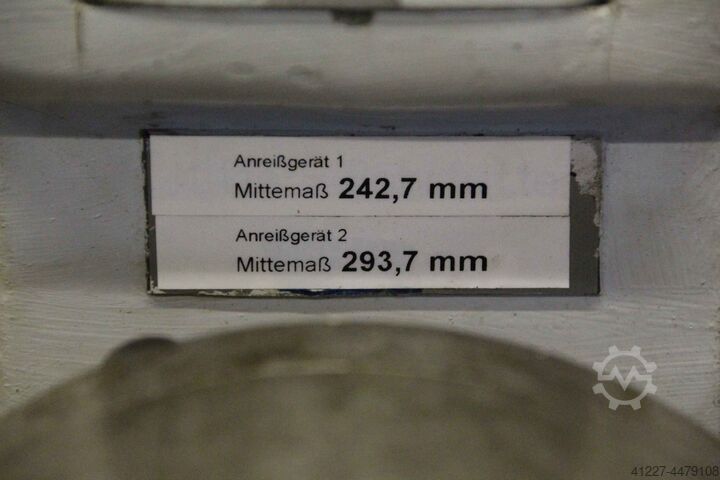 Anreißgerät 1
Mittemaß 242,7 mm
Anreißgerät 2
Mittemaß 293,7 mm
41227-4479108